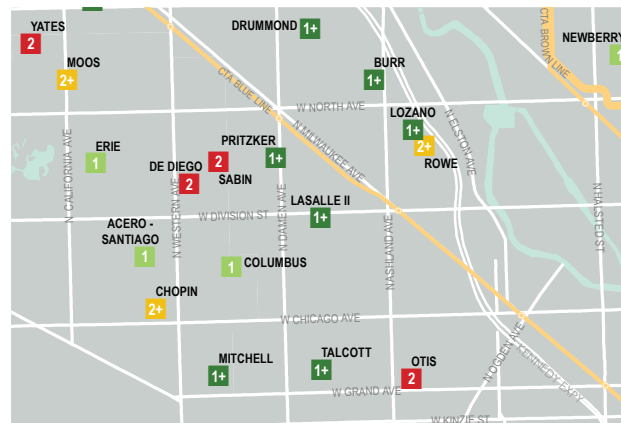 YATES
2
MOOS
2+
DRUMMOND
1+
BURR
1+
NEWBERRY
1
CTA BROWN LINE
CTA BLUE LINE
W NORTH AVE
N MILWAUKEE AVE
N ELSTON AVE
LOZANO
1+
2+
ROWE
N CALIFORNIA AVE
ERIE
1
DE DIEGO
2
2
SABIN
PRITZKER
1+
N WESTERN AVE
W DIVISION ST
N DAMEN AVE
LASALLE II
1+
NASHLAND AVE
N HALSTED ST
ACERO -
SANTIAGO
1
1
COLUMBUS
CHOPIN
2+
W CHICAGO AVE
MITCHELL
1+
TALCOTT
1+
OTIS
2
N OGDEN AVE
KENNEDY EXPY
W GRAND AVE
W KINZIE ST